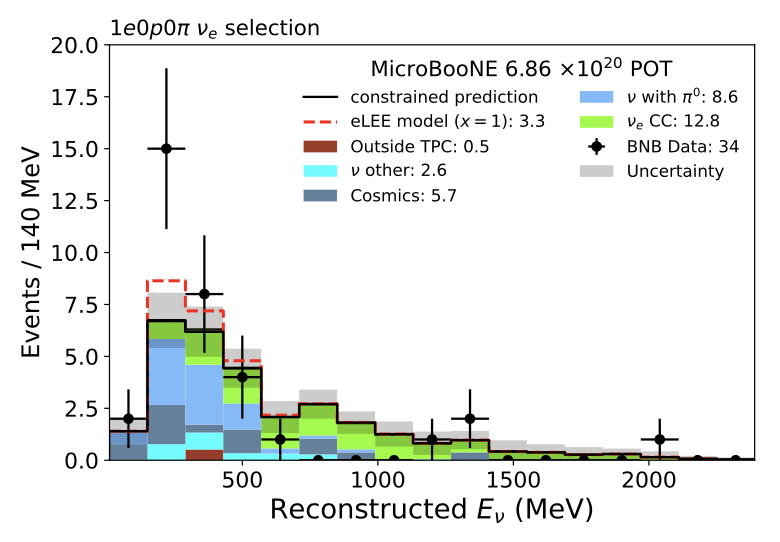 1e0p0π νe selection
MicroBooNE 6.86 ×10²⁰ POT
constrained prediction
eLEE model (x = 1): 3.3
Outside TPC: 0.5
ν other: 2.6
Cosmics: 5.7
ν with π⁰: 8.6
νe CC: 12.8
BNB Data: 34
Uncertainty
Events / 140 MeV
20.0
17.5
15.0
12.5
10.0
7.5
5.0
2.5
0.0
500
1000
1500
2000
Reconstructed Eν (MeV)